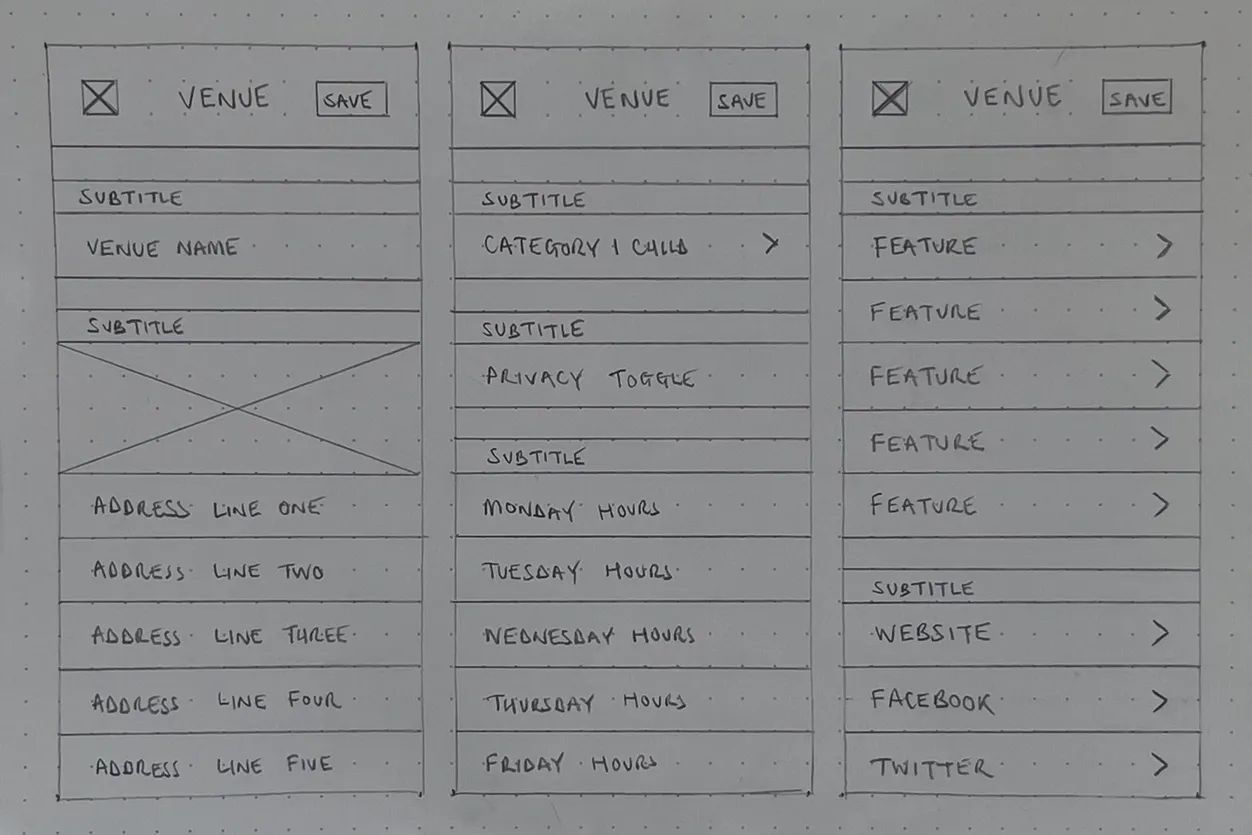 VENUE SAVE
SUBTITLE
VENUE NAME
SUBTITLE
ADDRESS LINE ONE
ADDRESS LINE TWO
ADDRESS LINE THREE
ADDRESS LINE FOUR
ADDRESS LINE FIVE
VENUE SAVE
SUBTITLE
CATEGORY 1 CHILD >
SUBTITLE
PRIVACY TOGGLE
SUBTITLE
MONDAY HOURS
TUESDAY HOURS
WEDNESDAY HOURS
THURSDAY HOURS
FRIDAY HOURS
VENUE SAVE
SUBTITLE
FEATURE >
FEATURE >
FEATURE >
FEATURE >
FEATURE >
SUBTITLE
WEBSITE >
FACEBOOK >
TWITTER >